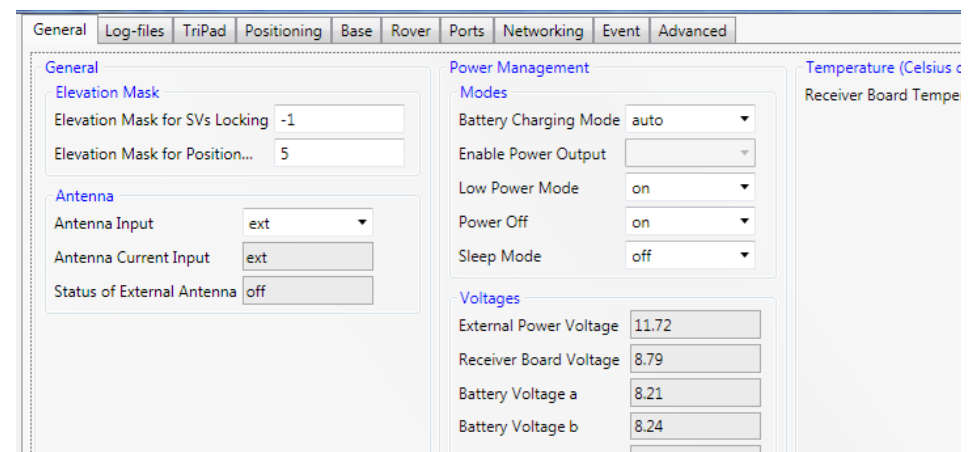 General Log-files TriPad Positioning Base Rover Ports Networking Event Advanced
General
Elevation Mask
Elevation Mask for SVs Locking -1
Elevation Mask for Position... 5
Antenna
Antenna Input ext
Antenna Current Input ext
Status of External Antenna off
Power Management
Modes
Battery Charging Mode auto
Enable Power Output
Low Power Mode on
Power Off on
Sleep Mode off
Voltages
External Power Voltage 11.72
Receiver Board Voltage 8.79
Battery Voltage a 8.21
Battery Voltage b 8.24
Temperature (Celsius
Receiver Board